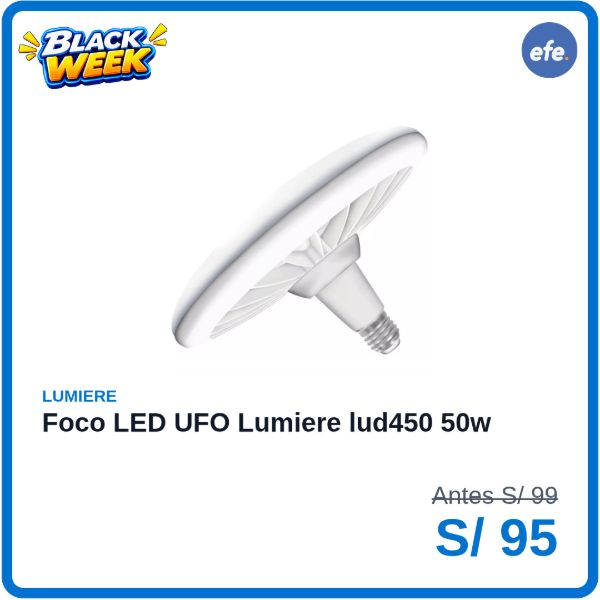 BLACK
WEEK
efe.
LUMIERE
Foco LED UFO Lumiere lud450 50w
Antes S/ 99
S/ 95